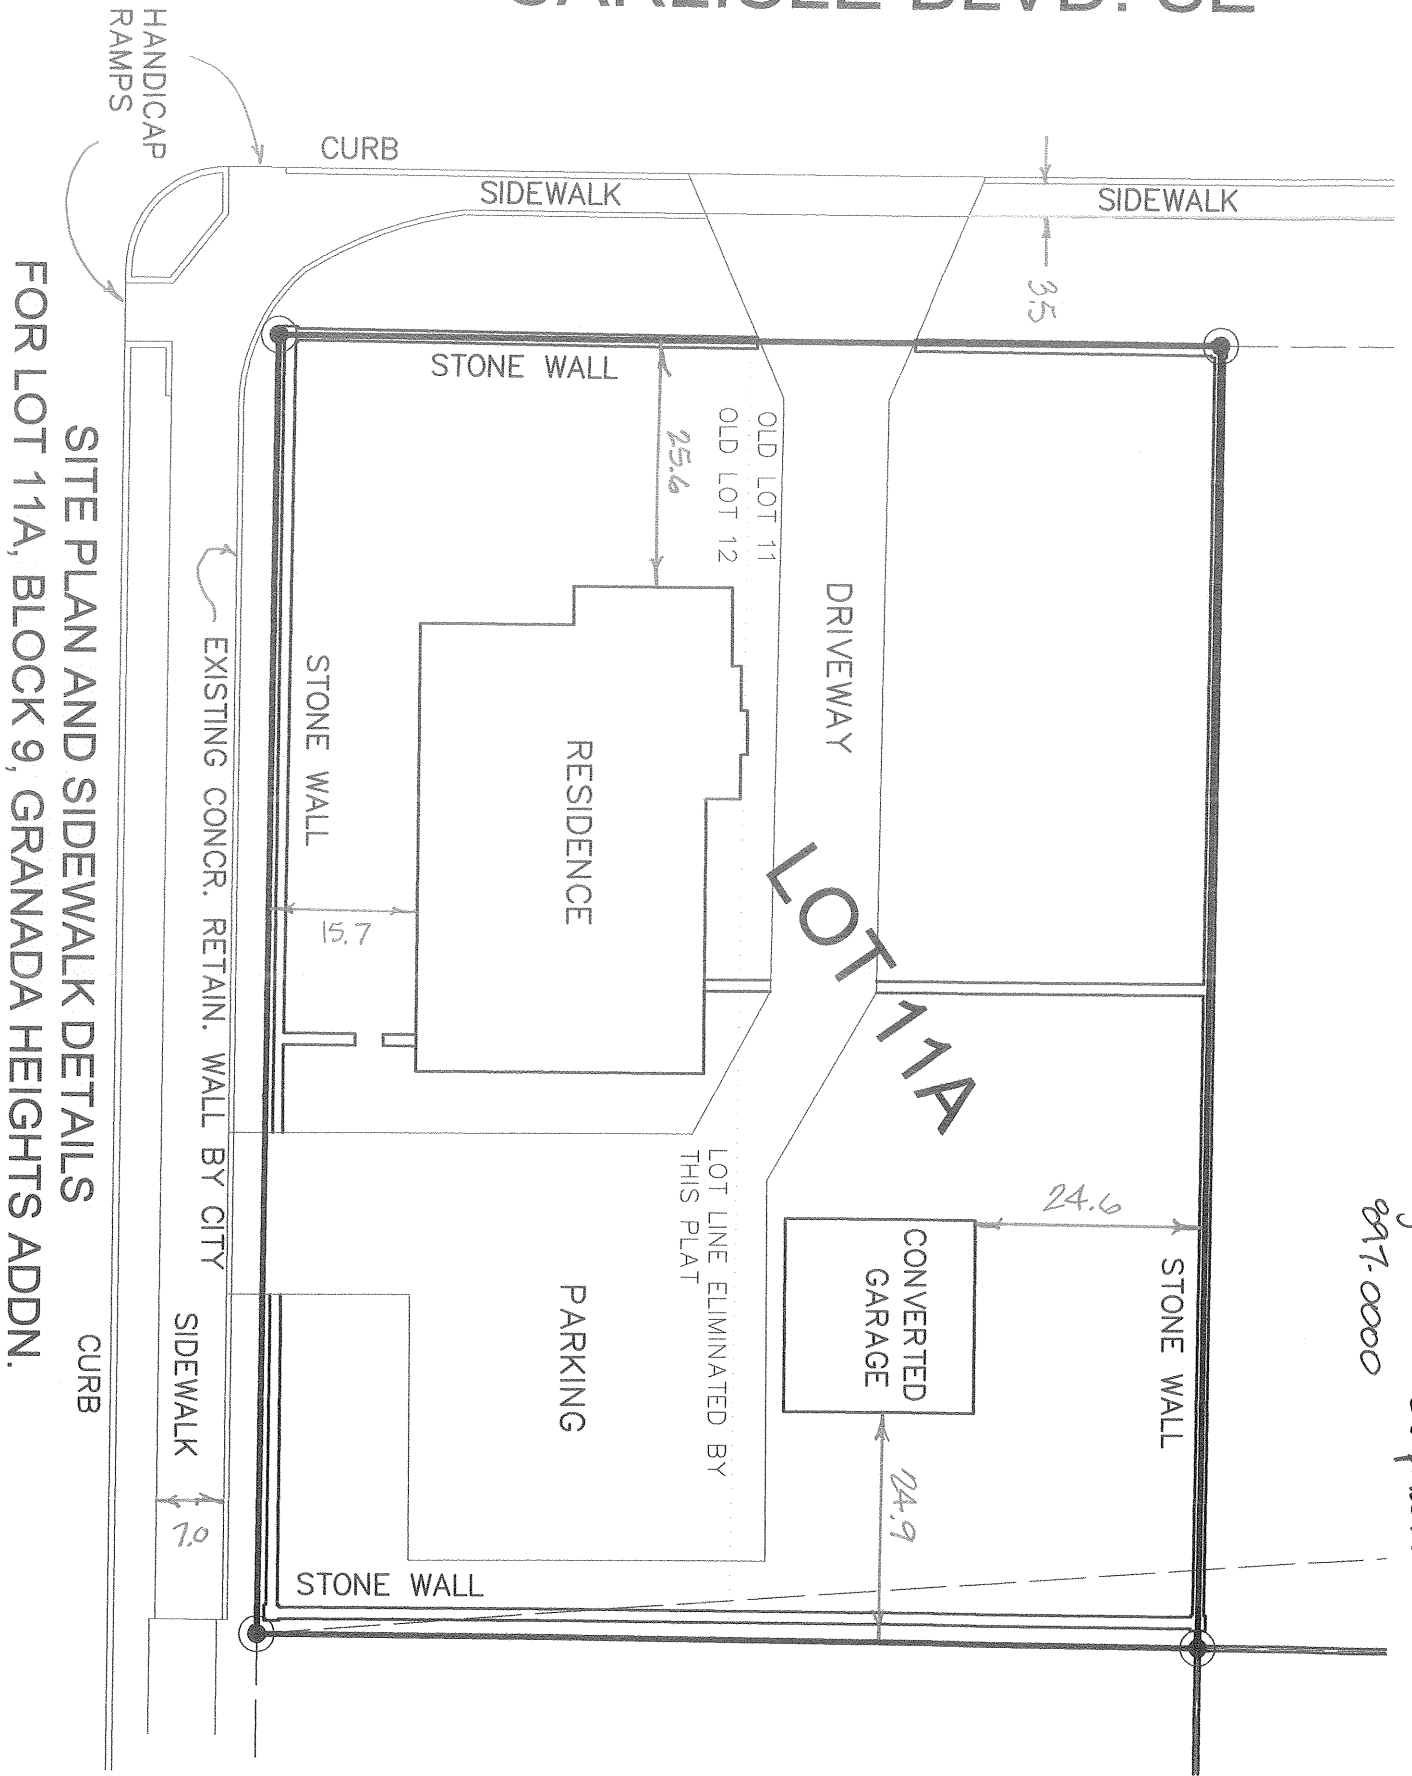 CARLISLE BLVD. SE
HANDICAP
RAMPS
CURB
SIDEWALK
SIDEWALK
3.5
STONE WALL
25.6
OLD LOT 11
OLD LOT 12
DRIVEWAY
RESIDENCE
STONE WALL
15.7
EXISTING CONCR. RETAIN. WALL BY CITY
LOT 11A
LOT LINE ELIMINATED BY
THIS PLAT
24.6
STONE WALL
CONVERTED
GARAGE
24.9
PARKING
STONE WALL
SIDEWALK
7.0
CURB
897-0000
SITE PLAN AND SIDEWALK DETAILS
FOR LOT 11A, BLOCK 9, GRANADA HEIGHTS ADDN.